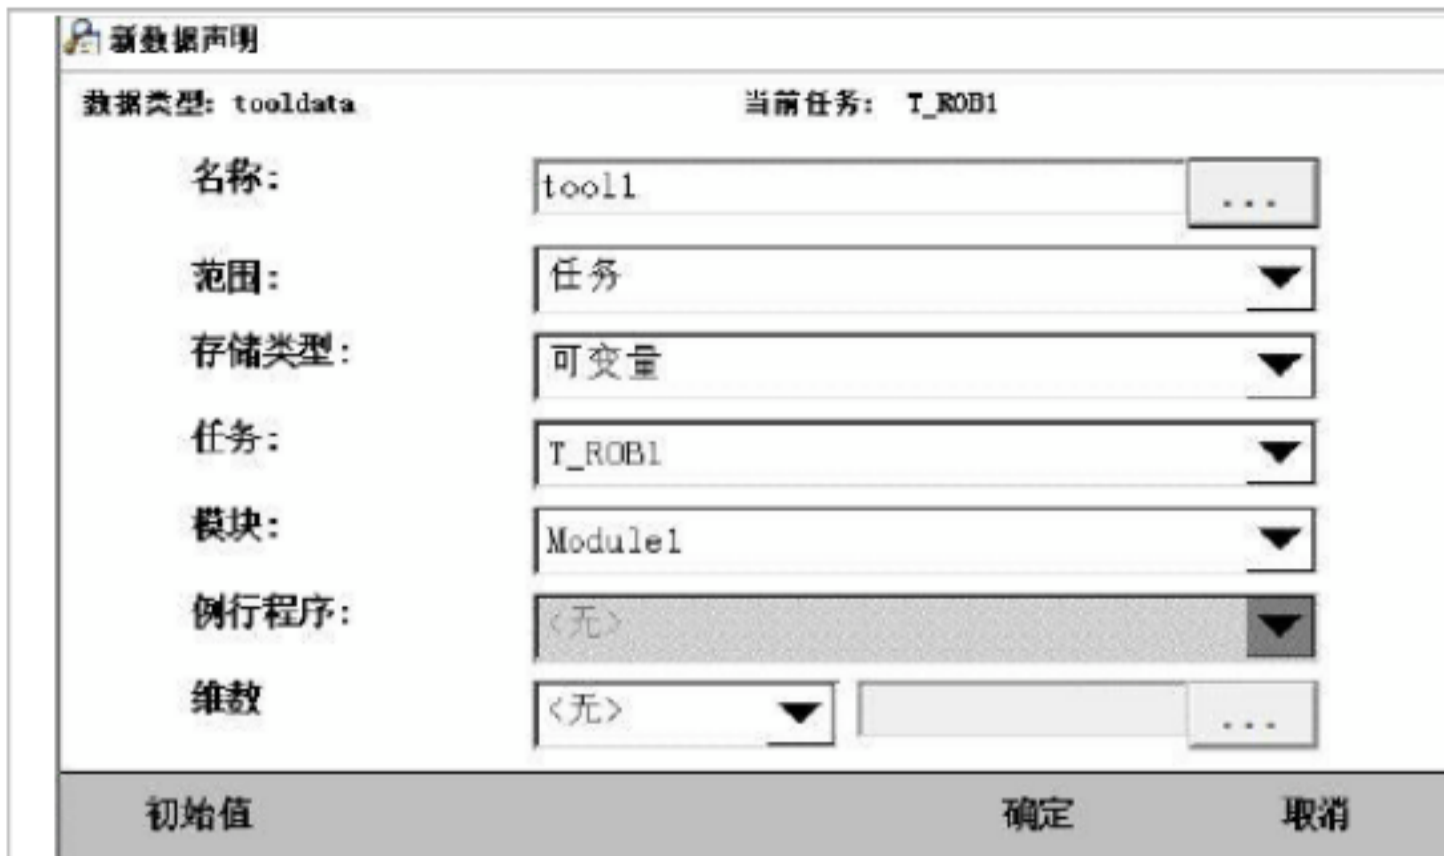 新数据声明
数据类型: tooldata 当前任务: T_ROB1
名称: tool1 ...
范围: 任务
存储类型: 可变量
任务: T_ROB1
模块: Module1
例行程序: <无>
维数 <无> ...
初始值 确定 取消